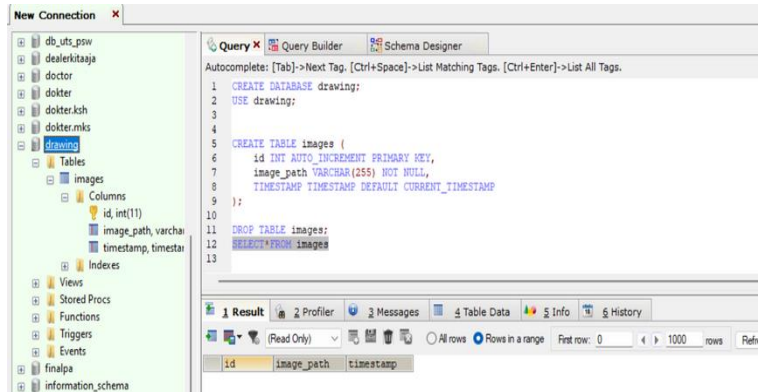 New Connection
db_uts_psw
dealerkitaaja
doctor
dokter
dokter.ksh
dokter.mks
drawing
Tables
images
Columns
id, int(11)
image_path, varchar
timestamp, timestar
Indexes
Views
Stored Procs
Functions
Triggers
Events
finalpa
information_schema
Query Query Builder Schema Designer
Autocomplete: [Tab]->Next Tag. [Ctrl+Space]->List Matching Tags. [Ctrl+Enter]->List All Tags.
1 CREATE DATABASE drawing;
2 USE drawing;
3
4
5 CREATE TABLE images (
6 id INT AUTO_INCREMENT PRIMARY KEY,
7 image_path VARCHAR(255) NOT NULL,
8 TIMESTAMP TIMESTAMP DEFAULT CURRENT_TIMESTAMP
9 );
10
11 DROP TABLE images;
12 SELECT*FROM images
13
1 Result 2 Profiler 3 Messages 4 Table Data 5 Info 6 History
(Read Only) All rows Rows in a range First row: 0 1000 rows Refr
id image_path timestamp